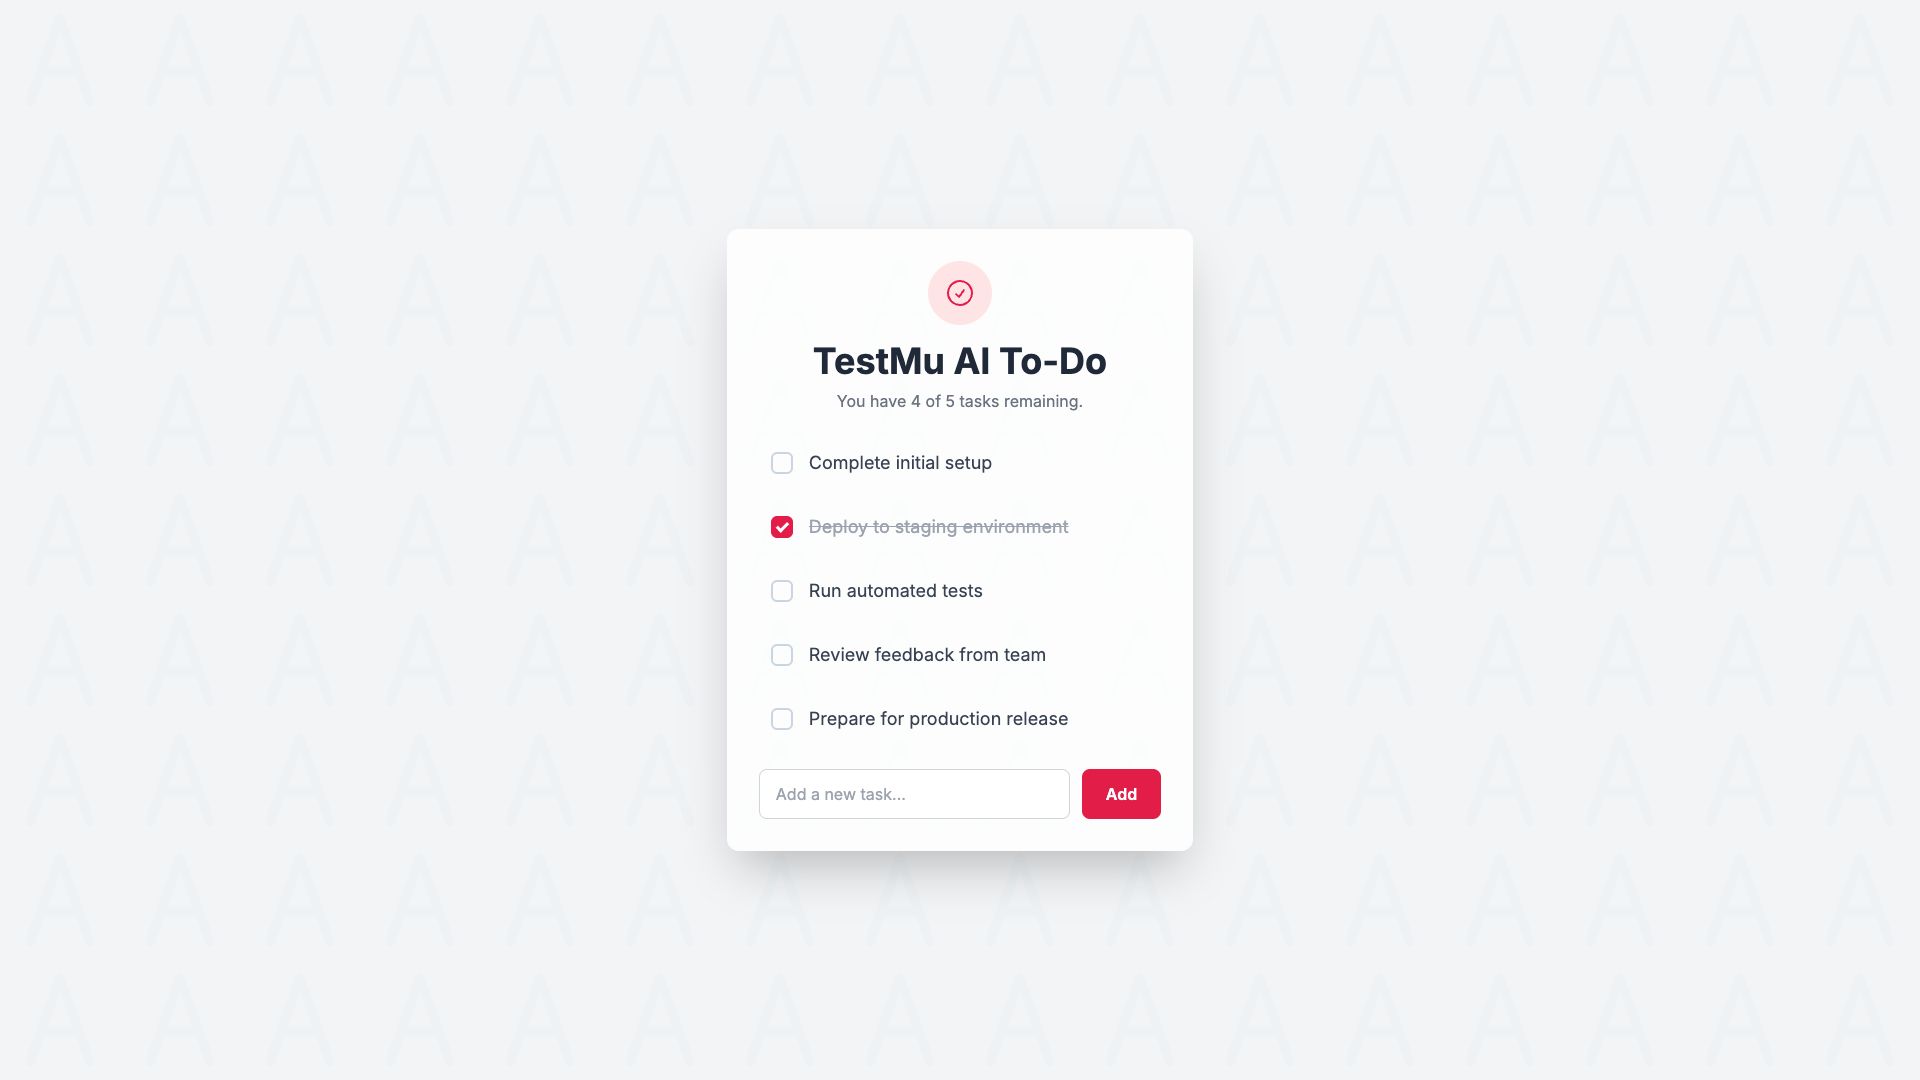 TestMu AI To-Do
You have 4 of 5 tasks remaining.
Complete initial setup
Deploy to staging environment
Run automated tests
Review feedback from team
Prepare for production release
Add a new task...
Add